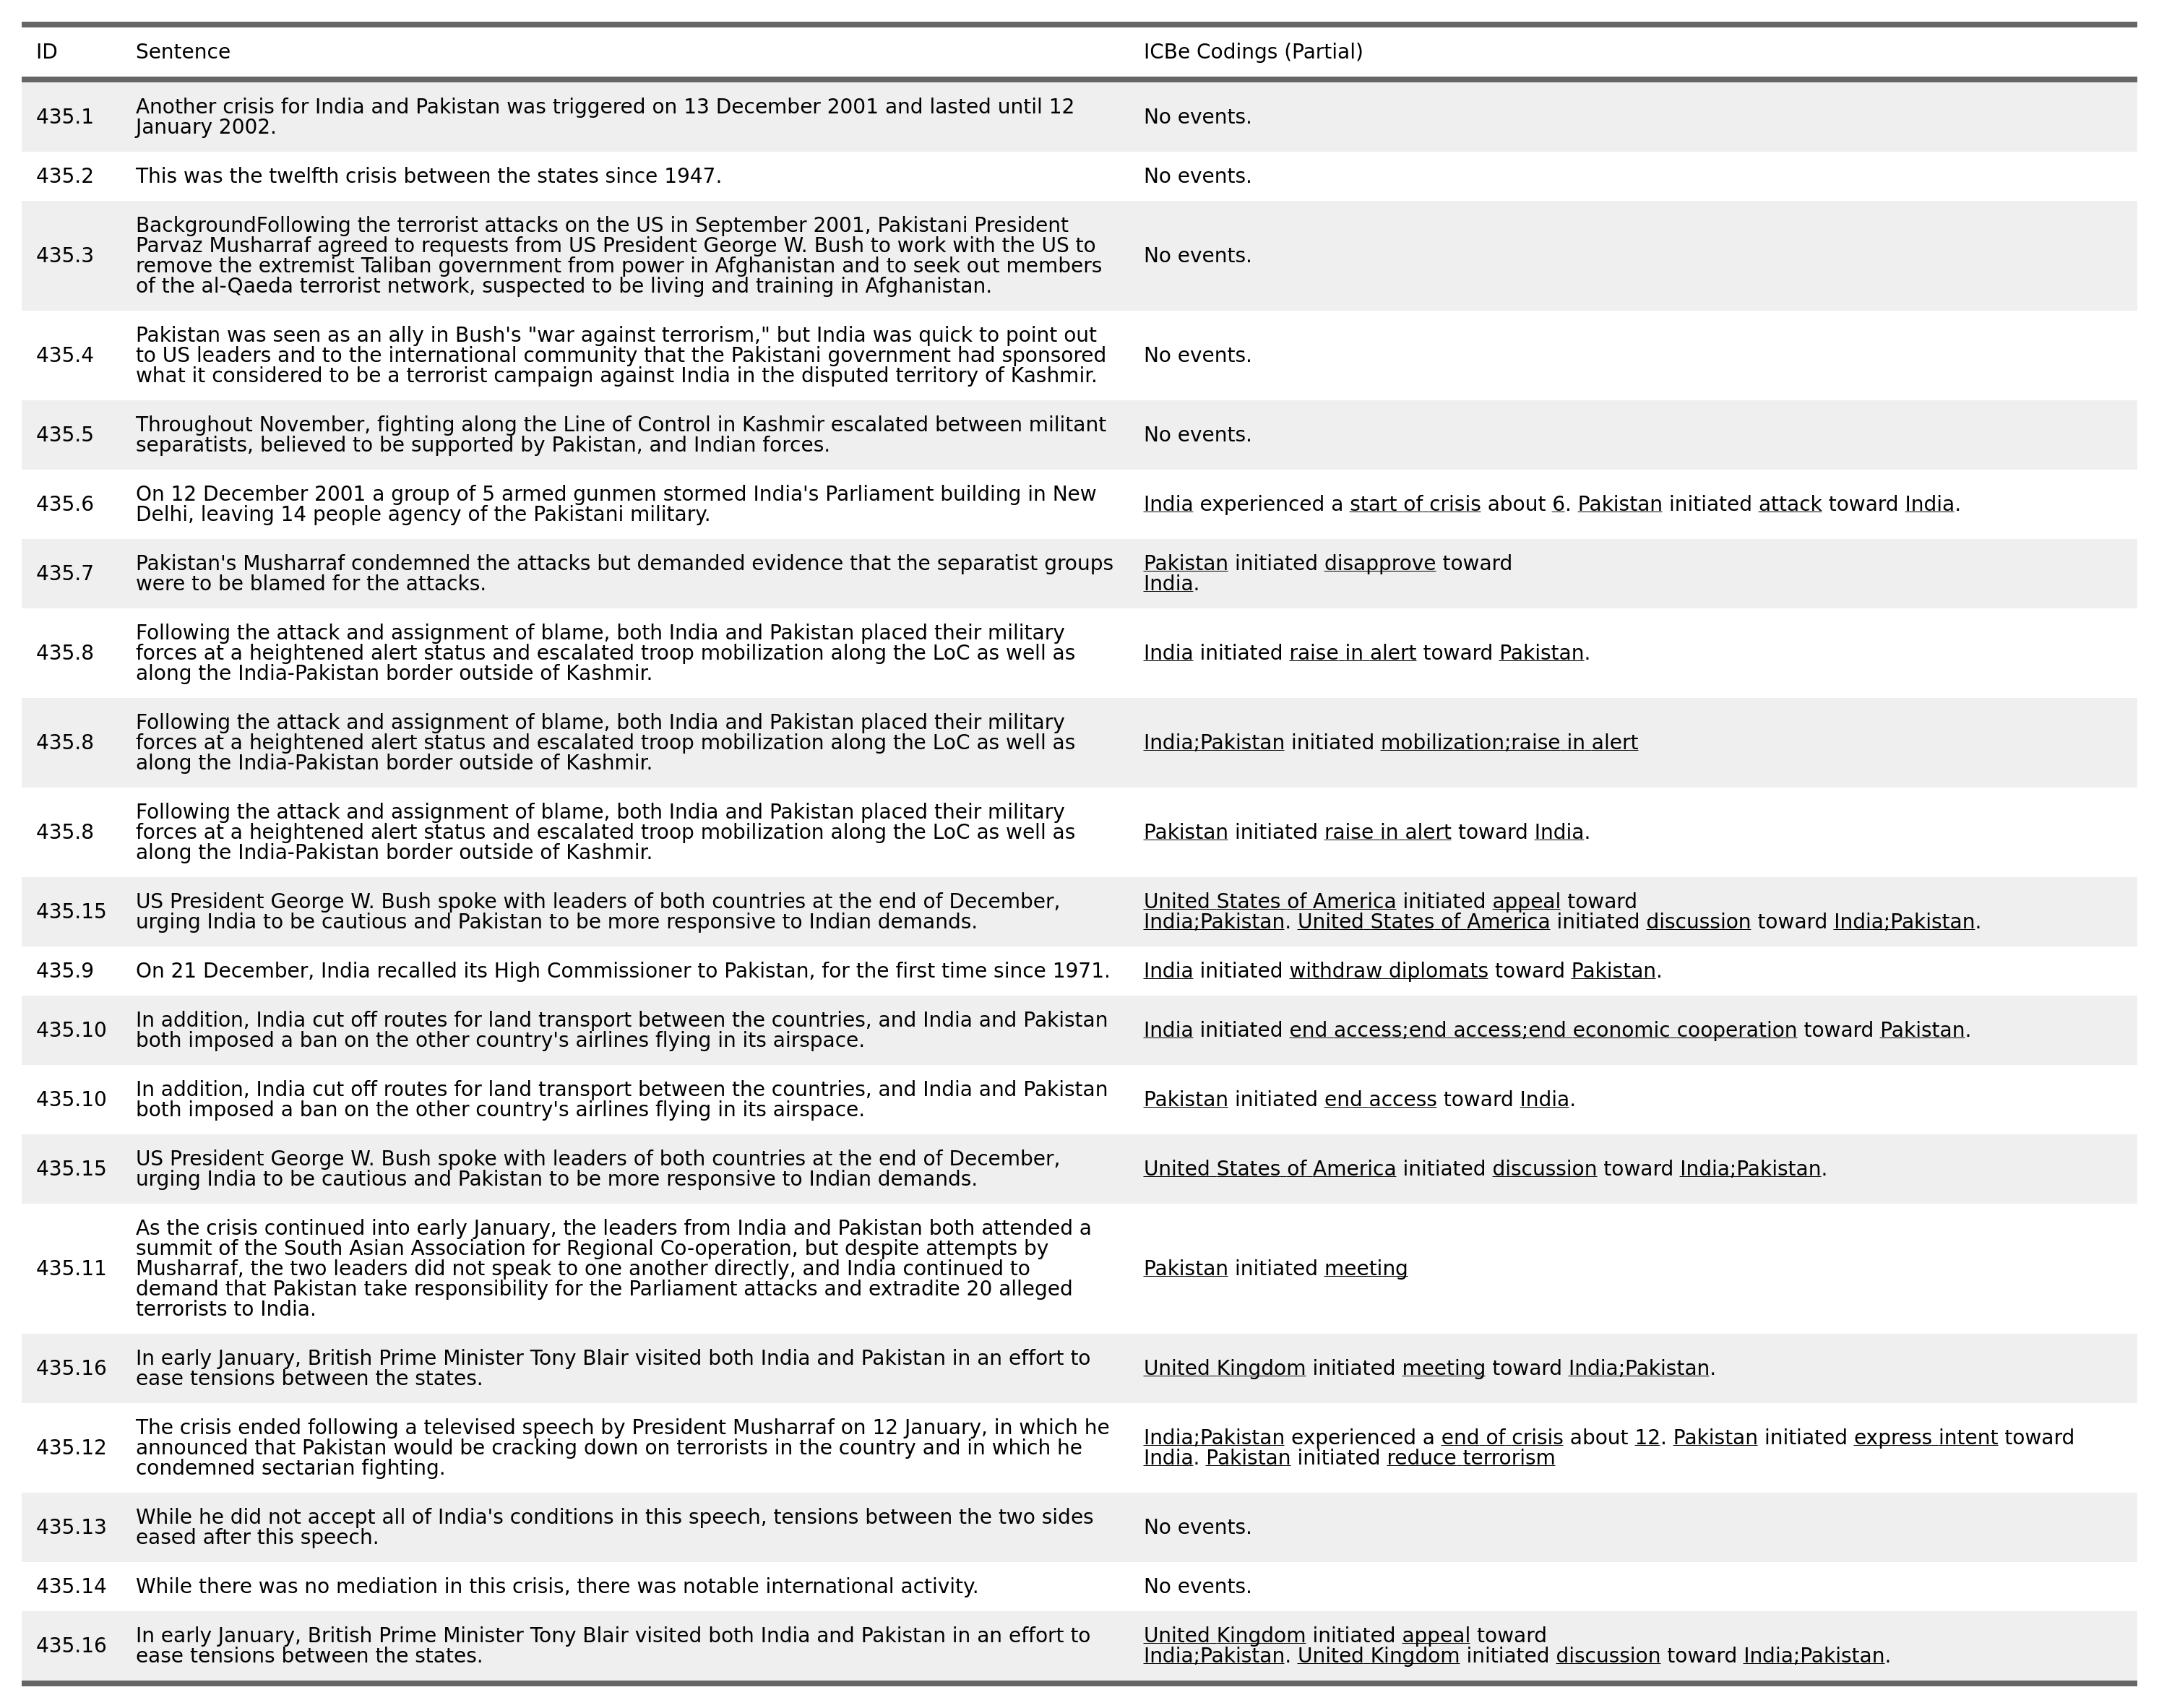 ID Sentence ICBe Codings (Partial)
435.1 Another crisis for India and Pakistan was triggered on 13 December 2001 and lasted until 12
January 2002.
No events.
435.2 This was the twelfth crisis between the states since 1947. No events.
435.3 BackgroundFollowing the terrorist attacks on the US in September 2001, Pakistani President
Parvaz Musharraf agreed to requests from US President George W. Bush to work with the US to
remove the extremist Taliban government from power in Afghanistan and to seek out members
of the al-Qaeda terrorist network, suspected to be living and training in Afghanistan.
No events.
435.4 Pakistan was seen as an ally in Bush's "war against terrorism," but India was quick to point out
to US leaders and to the international community that the Pakistani government had sponsored
what it considered to be a terrorist campaign against India in the disputed territory of Kashmir.
No events.
435.5 Throughout November, fighting along the Line of Control in Kashmir escalated between militant
separatists, believed to be supported by Pakistan, and Indian forces.
No events.
435.6 On 12 December 2001 a group of 5 armed gunmen stormed India's Parliament building in New
Delhi, leaving 14 people agency of the Pakistani military.
India experienced a start of crisis about 6. Pakistan initiated attack toward India.
435.7 Pakistan's Musharraf condemned the attacks but demanded evidence that the separatist groups
were to be blamed for the attacks.
Pakistan initiated disapprove toward
India.
435.8 Following the attack and assignment of blame, both India and Pakistan placed their military
forces at a heightened alert status and escalated troop mobilization along the LoC as well as
along the India-Pakistan border outside of Kashmir.
India initiated raise in alert toward Pakistan.
435.8 Following the attack and assignment of blame, both India and Pakistan placed their military
forces at a heightened alert status and escalated troop mobilization along the LoC as well as
along the India-Pakistan border outside of Kashmir.
India;Pakistan initiated mobilization;raise in alert
435.8 Following the attack and assignment of blame, both India and Pakistan placed their military
forces at a heightened alert status and escalated troop mobilization along the LoC as well as
along the India-Pakistan border outside of Kashmir.
Pakistan initiated raise in alert toward India.
435.15 US President George W. Bush spoke with leaders of both countries at the end of December,
urging India to be cautious and Pakistan to be more responsive to Indian demands.
United States of America initiated appeal toward
India;Pakistan. United States of America initiated discussion toward India;Pakistan.
435.9 On 21 December, India recalled its High Commissioner to Pakistan, for the first time since 1971. India initiated withdraw diplomats toward Pakistan.
435.10 In addition, India cut off routes for land transport between the countries, and India and Pakistan
both imposed a ban on the other country's airlines flying in its airspace.
India initiated end access;end access;end economic cooperation toward Pakistan.
435.10 In addition, India cut off routes for land transport between the countries, and India and Pakistan
both imposed a ban on the other country's airlines flying in its airspace.
Pakistan initiated end access toward India.
435.15 US President George W. Bush spoke with leaders of both countries at the end of December,
urging India to be cautious and Pakistan to be more responsive to Indian demands.
United States of America initiated discussion toward India;Pakistan.
435.11 As the crisis continued into early January, the leaders from India and Pakistan both attended a
summit of the South Asian Association for Regional Co-operation, but despite attempts by
Musharraf, the two leaders did not speak to one another directly, and India continued to
demand that Pakistan take responsibility for the Parliament attacks and extradite 20 alleged
terrorists to India.
Pakistan initiated meeting
435.16 In early January, British Prime Minister Tony Blair visited both India and Pakistan in an effort to
ease tensions between the states.
United Kingdom initiated meeting toward India;Pakistan.
435.12 The crisis ended following a televised speech by President Musharraf on 12 January, in which he
announced that Pakistan would be cracking down on terrorists in the country and in which he
condemned sectarian fighting.
India;Pakistan experienced a end of crisis about 12. Pakistan initiated express intent toward
India. Pakistan initiated reduce terrorism
435.13 While he did not accept all of India's conditions in this speech, tensions between the two sides
eased after this speech.
No events.
435.14 While there was no mediation in this crisis, there was notable international activity. No events.
435.16 In early January, British Prime Minister Tony Blair visited both India and Pakistan in an effort to
ease tensions between the states.
United Kingdom initiated appeal toward
India;Pakistan. United Kingdom initiated discussion toward India;Pakistan.